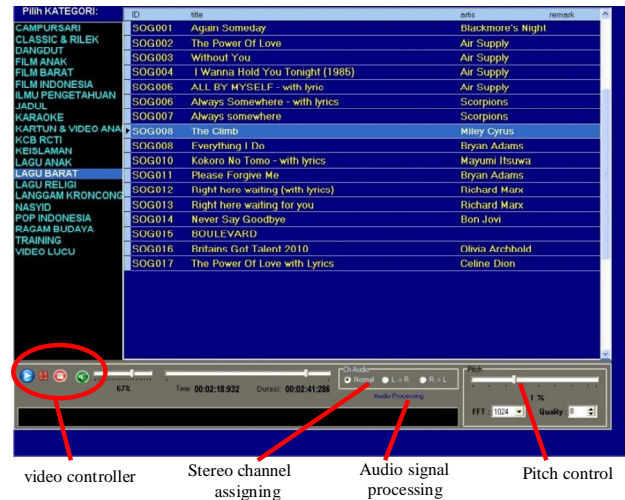 Pilih KATEGORI:
ID title artis remark
CAMPURSARI
CLASSIC & RILEK
DANGDUT
FILM ANAK
FILM BARAT
FILM INDONESIA
ILMU PENGETAHUAN
JADUL
KARAOKE
KARTUN & VIDEO ANA
KCB RCTI
KEISLAMAN
LAGU ANAK
LAGU BARAT
LAGU RELIGI
LANGGAM KRONCONG
NASYID
POP INDONESIA
RAGAM BUDAYA
TRAINING
VIDEO LUCU
SOG001 Again Someday Blackmore's Night
SOG002 The Power Of Love Air Supply
SOG003 Without You Air Supply
SOG004 I Wanna Hold You Tonight (1985) Air Supply
SOG005 ALL BY MYSELF - with lyric Air Supply
SOG006 Always Somewhere - with lyrics Scorpions
SOG007 Always somewhere Scorpions
SOG008 The Climb Miley Cyrus
SOG008 Everything I Do Bryan Adams
SOG010 Kokoro No Tomo - with lyrics Mayumi Itsuwa
SOG011 Please Forgive Me Bryan Adams
SOG012 Right here waiting (with lyrics) Richard Marx
SOG013 Right here waiting for you Richard Marx
SOG014 Never Say Goodbye Bon Jovi
SOG015 BOULEVARD
SOG016 Britains Got Talent 2010 Olivia Archbold
SOG017 The Power Of Love with Lyrics Celine Dion
67%
Time: 00:02:18:932 Durasi: 00:02:41:286
Ch Audio
Normal L->R R->L
Audio Processing
Pitch
1 %
FFT : 1024 Quality : 8
video controller
Stereo channel
assigning
Audio signal
processing
Pitch control